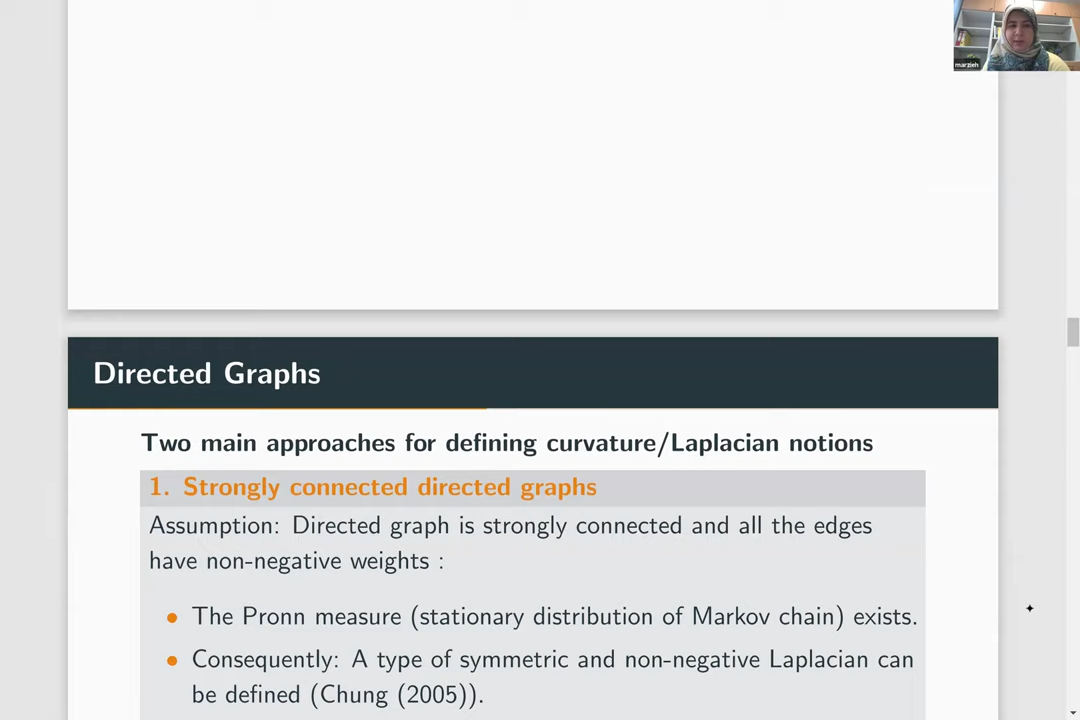 marzieh
Directed Graphs
Two main approaches for defining curvature/Laplacian notions
1. Strongly connected directed graphs
Assumption: Directed graph is strongly connected and all the edges
have non-negative weights :
• The Pronn measure (stationary distribution of Markov chain) exists.
• Consequently: A type of symmetric and non-negative Laplacian can
be defined (Chung (2005)).